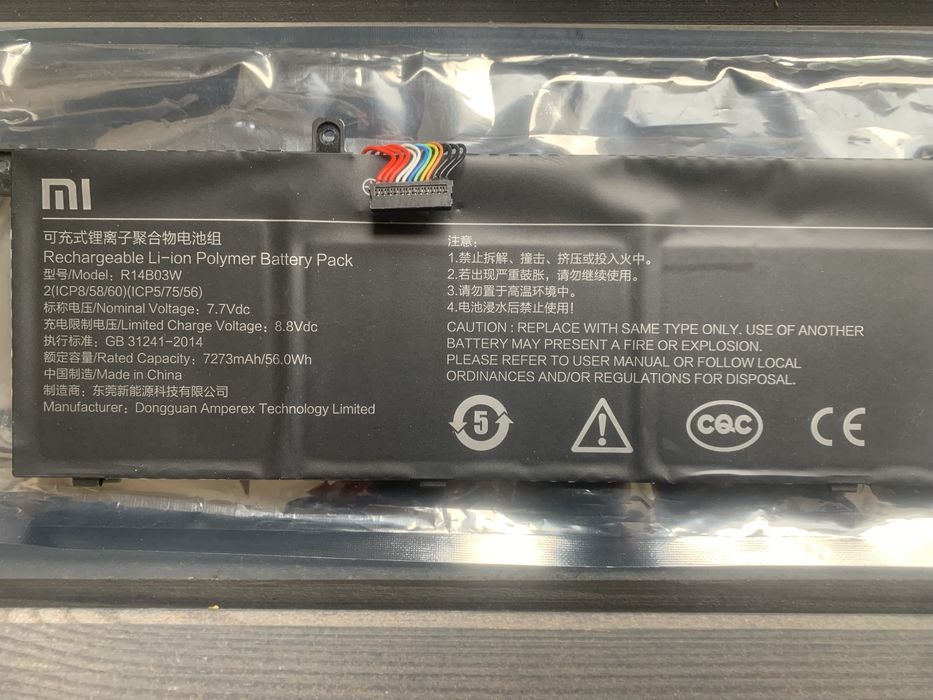 MI
可充式锂离子聚合物电池组
Rechargeable Li-ion Polymer Battery Pack
型号/Model: R14B03W
2(ICP8/58/60)(ICP5/75/56)
标称电压/Nominal Voltage: 7.7Vdc
充电限制电压/Limited Charge Voltage: 8.8Vdc
执行标准: GB 31241-2014
额定容量/Rated Capacity: 7273mAh/56.0Wh
中国制造/Made in China
制造商: 东莞新能源科技有限公司
Manufacturer: Dongguan Amperex Technology Limited
注意:
1.禁止拆解、撞击、挤压或投入火中。
2.若出现严重鼓胀，请勿继续使用。
3.请勿置于高温环境中。
4.电池浸水后禁止使用!
CAUTION : REPLACE WITH SAME TYPE ONLY. USE OF ANOTHER
BATTERY MAY PRESENT A FIRE OR EXPLOSION.
PLEASE REFER TO USER MANUAL OR FOLLOW LOCAL
ORDINANCES AND/OR REGULATIONS FOR DISPOSAL.
5
CQC
CE